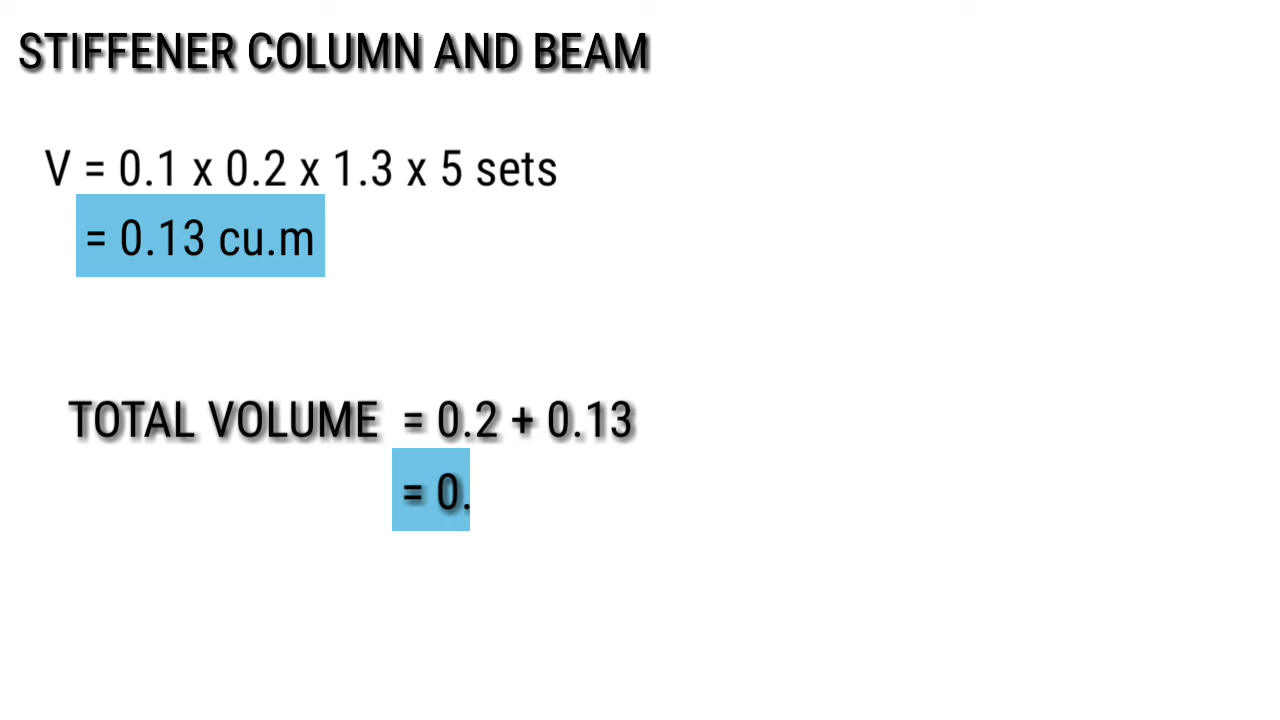 STIFFENER COLUMN AND BEAM
V = 0.1 x 0.2 x 1.3 x 5 sets
= 0.13 cu.m
TOTAL VOLUME = 0.2 + 0.13
= 0.